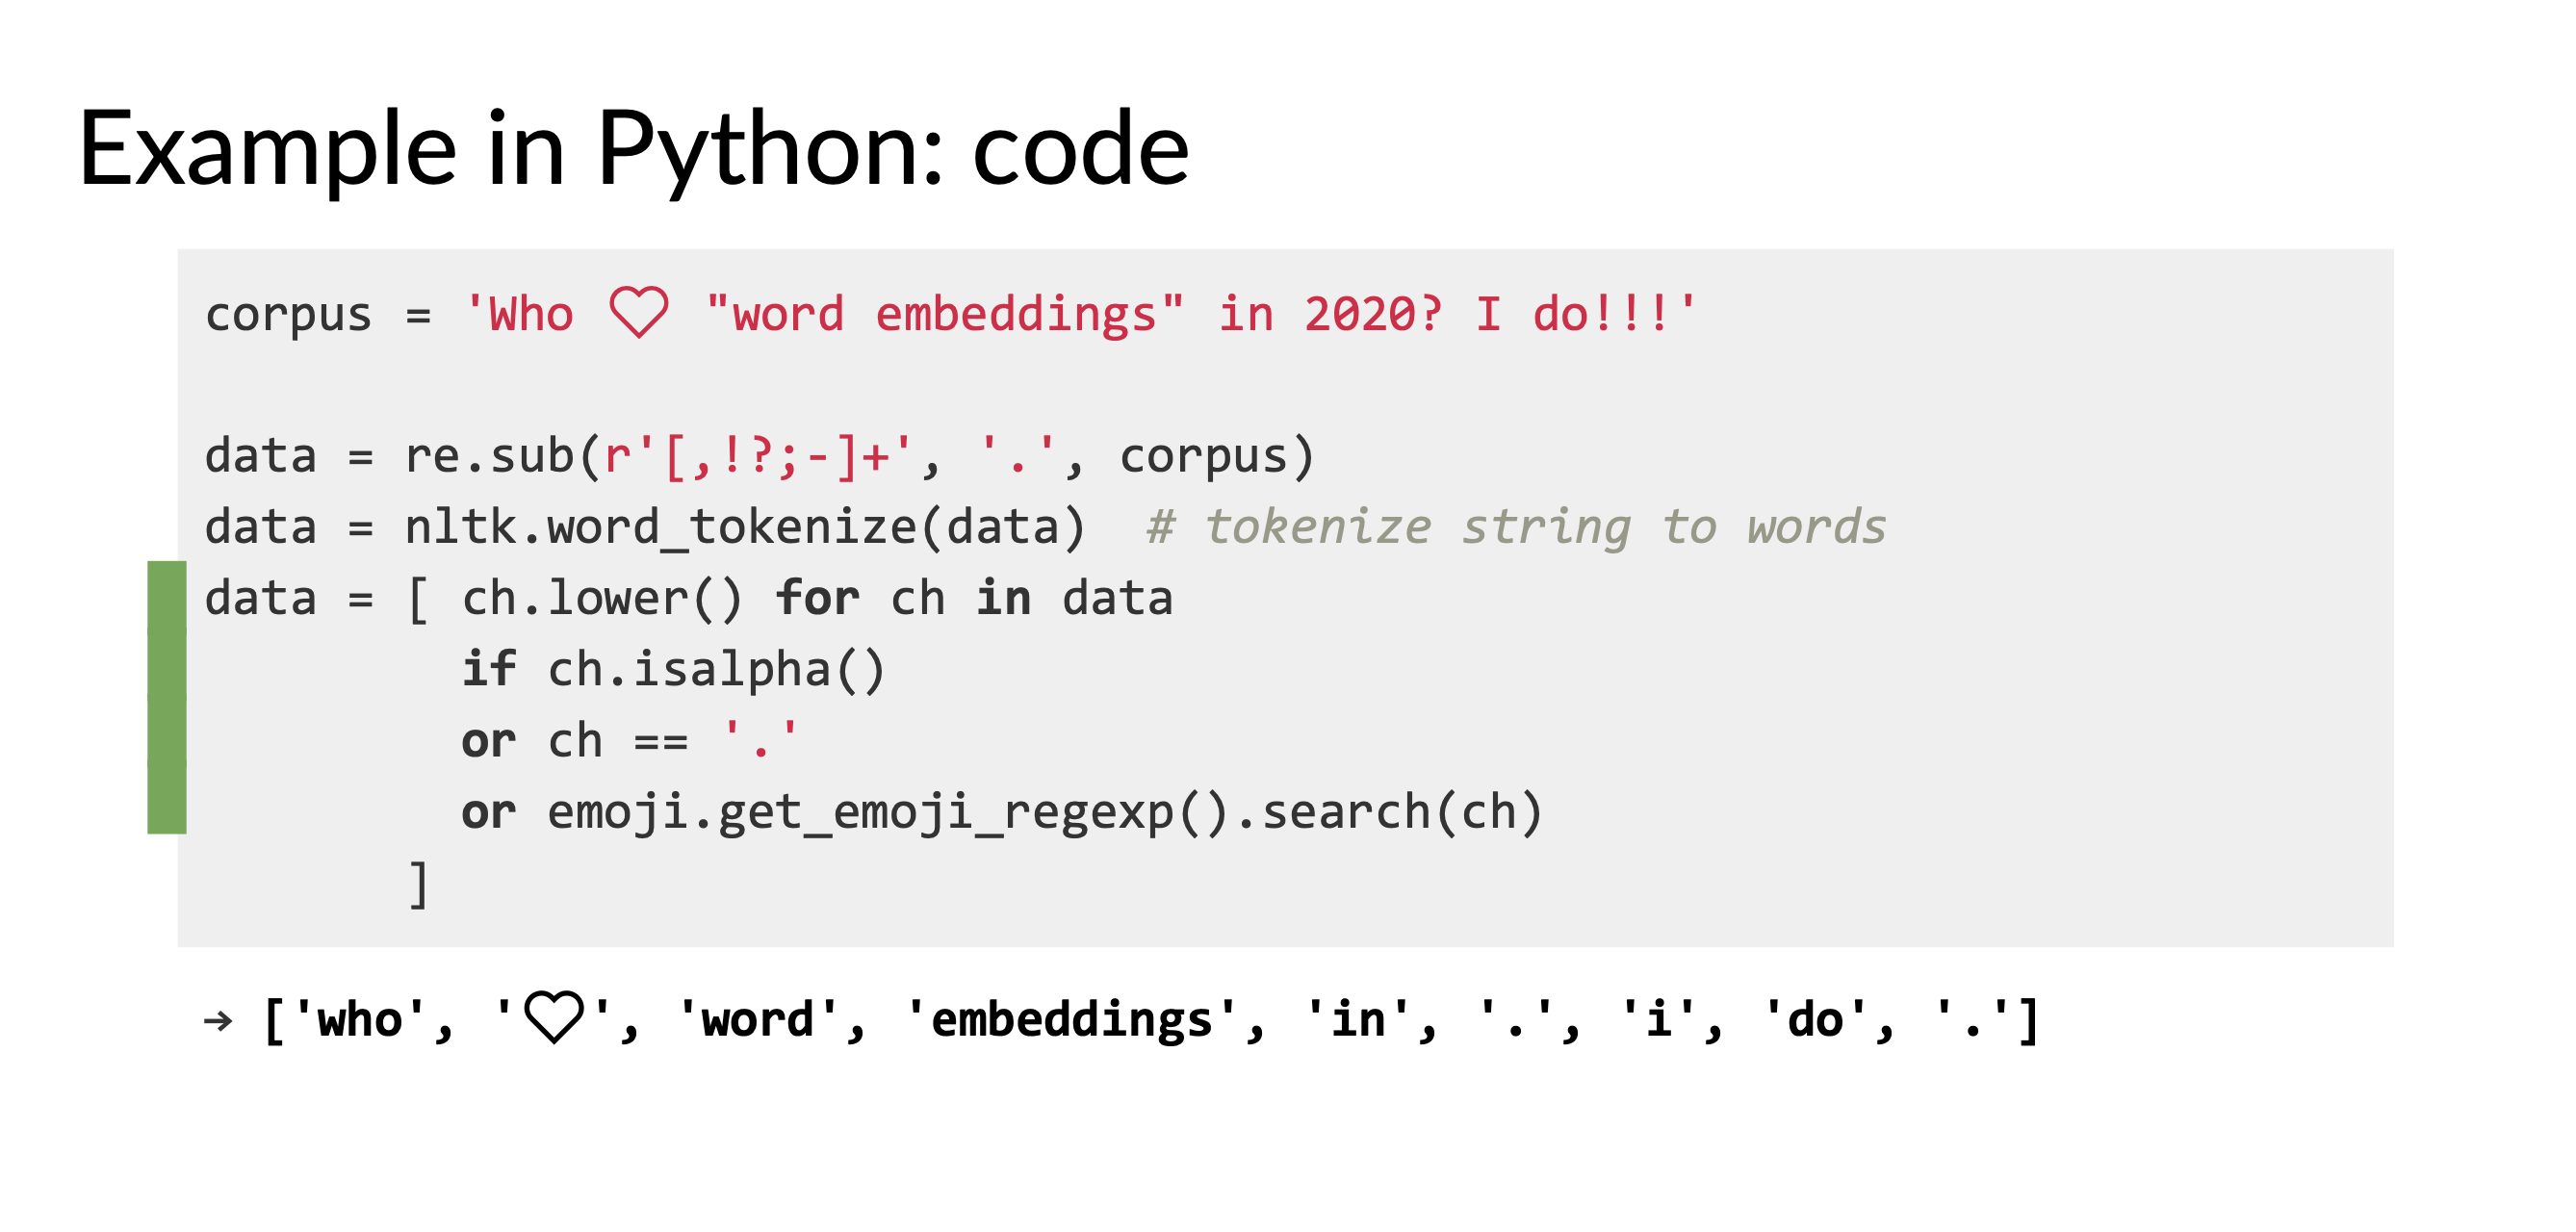 Example in Python: code
corpus = 'Who ♡ "word embeddings" in 2020? I do!!!'
data = re.sub(r'[,!?;-]+', '.', corpus)
data = nltk.word_tokenize(data)  # tokenize string to words
data = [ ch.lower() for ch in data
         if ch.isalpha()
         or ch == '.'
         or emoji.get_emoji_regexp().search(ch)
       ]
→ ['who', '♡', 'word', 'embeddings', 'in', '.', 'i', 'do', '.']